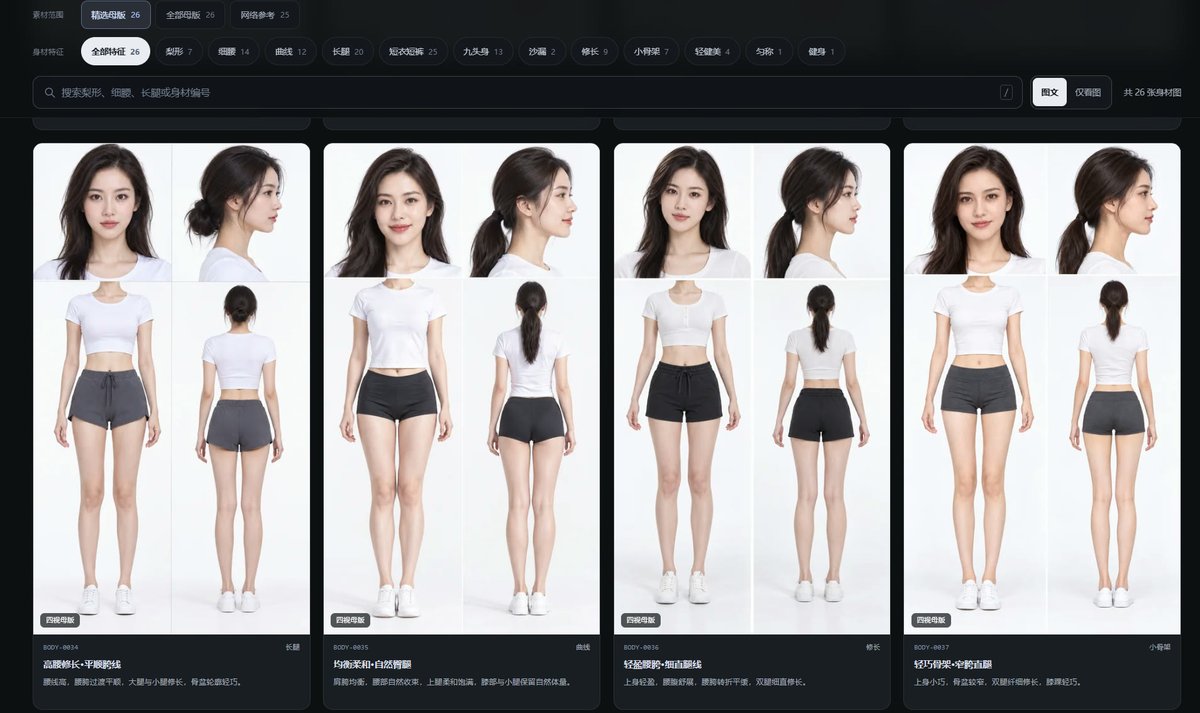 素材范围 精选母版 26 全部母版 26 网络参考 25
身材特征 全部特征 26 梨形 7 细腰 14 曲线 12 长腿 20 短衣短裤 25 九头身 13 沙漏 2 修长 9 小骨架 7 轻健美 4 匀称 1 健身 1
搜索梨形、细腰、长腿或身材编号 / 图文 仅看图 共 26 张身材图
四视母版 四视母版 四视母版 四视母版
BODY-0034 长腿
高腰修长·平顺胯线
腰线高，腰胯过渡平顺，大腿与小腿修长，骨盆轮廓轻巧。
BODY-0035 曲线
均衡柔和·自然臀腿
肩胯均衡，腰部自然收束，上腿柔和饱满，膝部与小腿保留自然体量。
BODY-0036 修长
轻盈腰胯·细直腿线
上身轻盈，腰腹舒展，腰胯转折平缓，双腿细直修长。
BODY-0037 小骨架
轻巧骨架·窄胯直腿
上身小巧，骨盆较窄，双腿纤细修长，膝踝轻巧。